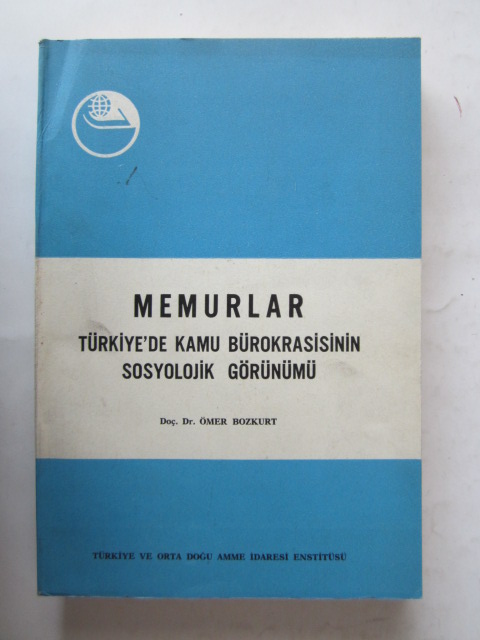 MEMURLAR
TÜRKİYE'DE KAMU BÜROKRASİSİNİN
SOSYOLOJİK GÖRÜNÜMÜ
Doç. Dr. ÖMER BOZKURT
TÜRKİYE VE ORTA DOĞU AMME İDARESİ ENSTİTÜSÜ